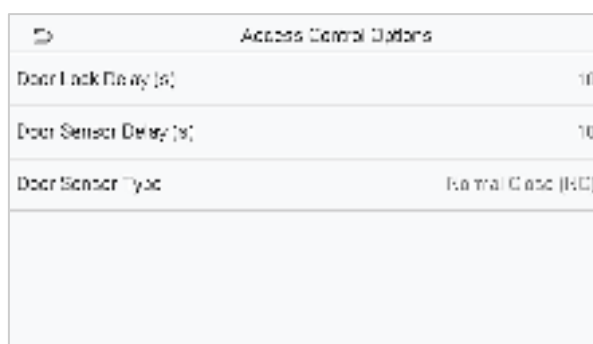 Access Control Options
Door Lock Delay (s)
10
Door Sensor Delay (s)
10
Door Sensor Type
Normal Close (NC)